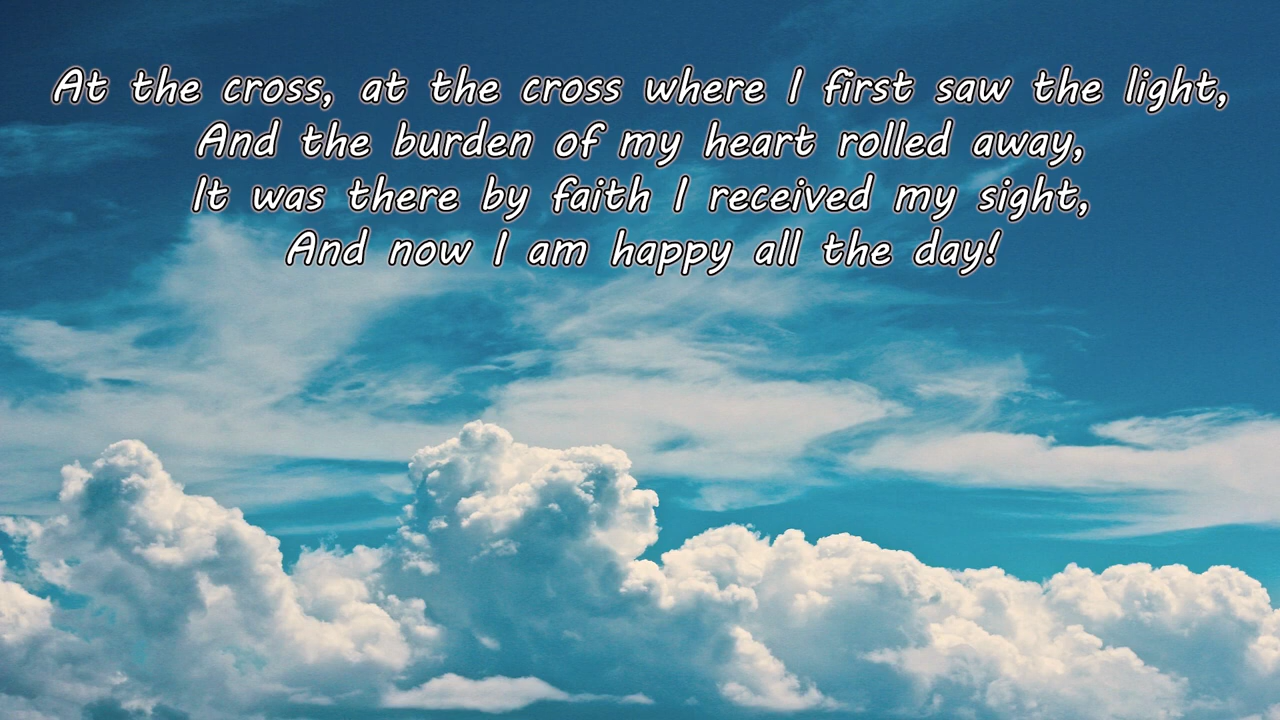 At the cross, at the cross where I first saw the light,
And the burden of my heart rolled away,
It was there by faith I received my sight,
And now I am happy all the day!